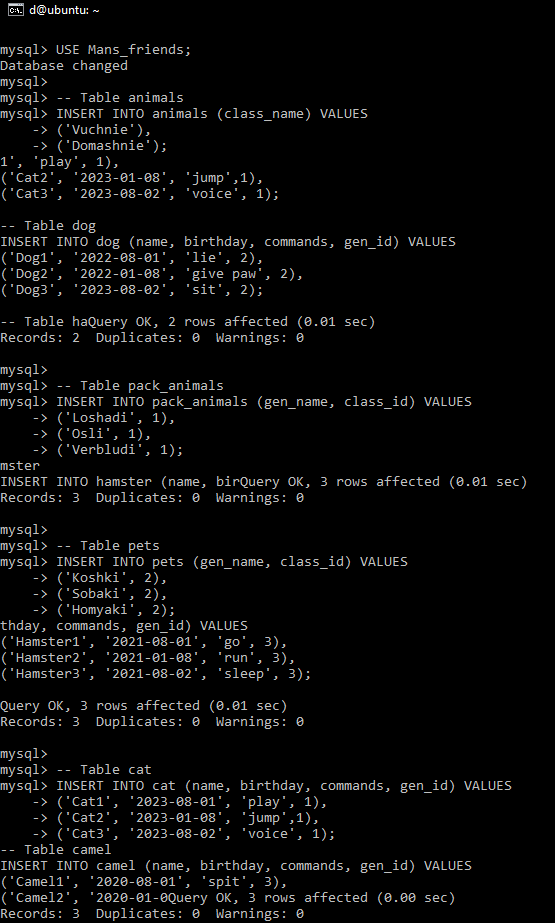 d@ubuntu: ~
mysql> USE Mans_friends;
Database changed
mysql>
mysql> -- Table animals
mysql> INSERT INTO animals (class_name) VALUES
    -> ('Vuchnie'),
    -> ('Domashnie');
1', 'play', 1),
('Cat2', '2023-01-08', 'jump',1),
('Cat3', '2023-08-02', 'voice', 1);

-- Table dog
INSERT INTO dog (name, birthday, commands, gen_id) VALUES
('Dog1', '2022-08-01', 'lie', 2),
('Dog2', '2022-01-08', 'give paw', 2),
('Dog3', '2023-08-02', 'sit', 2);

-- Table haQuery OK, 2 rows affected (0.01 sec)
Records: 2  Duplicates: 0  Warnings: 0

mysql>
mysql> -- Table pack_animals
mysql> INSERT INTO pack_animals (gen_name, class_id) VALUES
    -> ('Loshadi', 1),
    -> ('Osli', 1),
    -> ('Verbludi', 1);
mster
INSERT INTO hamster (name, birQuery OK, 3 rows affected (0.01 sec)
Records: 3  Duplicates: 0  Warnings: 0

mysql>
mysql> -- Table pets
mysql> INSERT INTO pets (gen_name, class_id) VALUES
    -> ('Koshki', 2),
    -> ('Sobaki', 2),
    -> ('Homyaki', 2);
thday, commands, gen_id) VALUES
('Hamster1', '2021-08-01', 'go', 3),
('Hamster2', '2021-01-08', 'run', 3),
('Hamster3', '2021-08-02', 'sleep', 3);

Query OK, 3 rows affected (0.01 sec)
Records: 3  Duplicates: 0  Warnings: 0

mysql>
mysql> -- Table cat
mysql> INSERT INTO cat (name, birthday, commands, gen_id) VALUES
    -> ('Cat1', '2023-08-01', 'play', 1),
    -> ('Cat2', '2023-01-08', 'jump',1),
    -> ('Cat3', '2023-08-02', 'voice', 1);
-- Table camel
INSERT INTO camel (name, birthday, commands, gen_id) VALUES
('Camel1', '2020-08-01', 'spit', 3),
('Camel2', '2020-01-0Query OK, 3 rows affected (0.00 sec)
Records: 3  Duplicates: 0  Warnings: 0